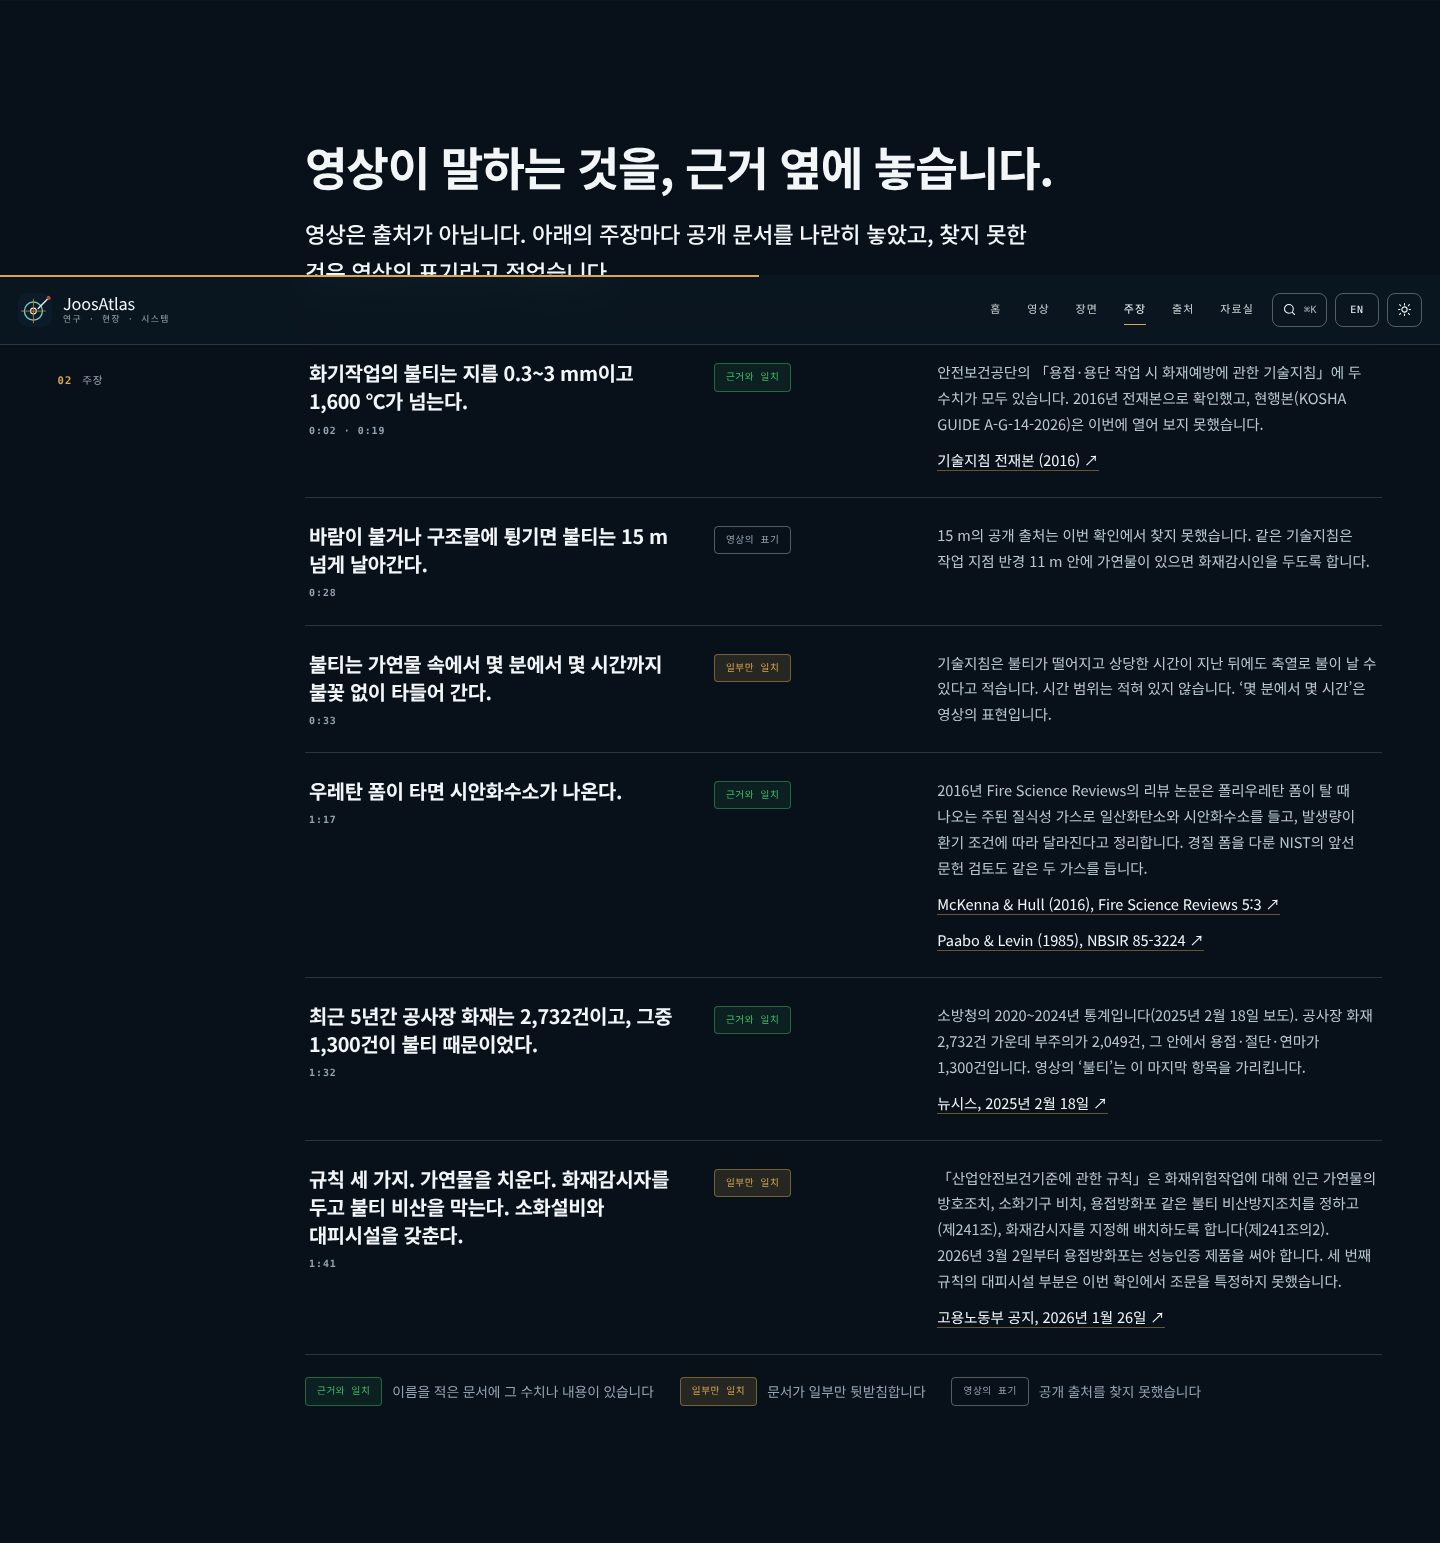 영상이 말하는 것을, 근거 옆에 놓습니다.
영상은 출처가 아닙니다. 아래의 주장마다 공개 문서를 나란히 놓았고, 찾지 못한
것은 영상의 표기라고 적었습니다.
JoosAtlas
연구 · 현장 · 시스템
홈 영상 장면 주장 출처 자료실 ⌘K EN
02 주장
화기작업의 불티는 지름 0.3~3 mm이고
1,600 °C가 넘는다.
0:02 · 0:19
근거와 일치
안전보건공단의 「용접·용단 작업 시 화재예방에 관한 기술지침」에 두
수치가 모두 있습니다. 2016년 전재본으로 확인했고, 현행본(KOSHA
GUIDE A-G-14-2026)은 이번에 열어 보지 못했습니다.
기술지침 전재본 (2016) ↗
바람이 불거나 구조물에 튕기면 불티는 15 m
넘게 날아간다.
0:28
영상의 표기
15 m의 공개 출처는 이번 확인에서 찾지 못했습니다. 같은 기술지침은
작업 지점 반경 11 m 안에 가연물이 있으면 화재감시인을 두도록 합니다.
불티는 가연물 속에서 몇 분에서 몇 시간까지
불꽃 없이 타들어 간다.
0:33
일부만 일치
기술지침은 불티가 떨어지고 상당한 시간이 지난 뒤에도 축열로 불이 날 수
있다고 적습니다. 시간 범위는 적혀 있지 않습니다. ‘몇 분에서 몇 시간’은
영상의 표현입니다.
우레탄 폼이 타면 시안화수소가 나온다.
1:17
근거와 일치
2016년 Fire Science Reviews의 리뷰 논문은 폴리우레탄 폼이 탈 때
나오는 주된 질식성 가스로 일산화탄소와 시안화수소를 들고, 발생량이
환기 조건에 따라 달라진다고 정리합니다. 경질 폼을 다룬 NIST의 앞선
문헌 검토도 같은 두 가스를 듭니다.
McKenna & Hull (2016), Fire Science Reviews 5:3 ↗
Paabo & Levin (1985), NBSIR 85-3224 ↗
최근 5년간 공사장 화재는 2,732건이고, 그중
1,300건이 불티 때문이었다.
1:32
근거와 일치
소방청의 2020~2024년 통계입니다(2025년 2월 18일 보도). 공사장 화재
2,732건 가운데 부주의가 2,049건, 그 안에서 용접·절단·연마가
1,300건입니다. 영상의 ‘불티’는 이 마지막 항목을 가리킵니다.
뉴시스, 2025년 2월 18일 ↗
규칙 세 가지. 가연물을 치운다. 화재감시자를
두고 불티 비산을 막는다. 소화설비와
대피시설을 갖춘다.
1:41
일부만 일치
「산업안전보건기준에 관한 규칙」은 화재위험작업에 대해 인근 가연물의
방호조치, 소화기구 비치, 용접방화포 같은 불티 비산방지조치를 정하고
(제241조), 화재감시자를 지정해 배치하도록 합니다(제241조의2).
2026년 3월 2일부터 용접방화포는 성능인증 제품을 써야 합니다. 세 번째
규칙의 대피시설 부분은 이번 확인에서 조문을 특정하지 못했습니다.
고용노동부 공지, 2026년 1월 26일 ↗
근거와 일치 이름을 적은 문서에 그 수치나 내용이 있습니다 일부만 일치 문서가 일부만 뒷받침합니다 영상의 표기 공개 출처를 찾지 못했습니다